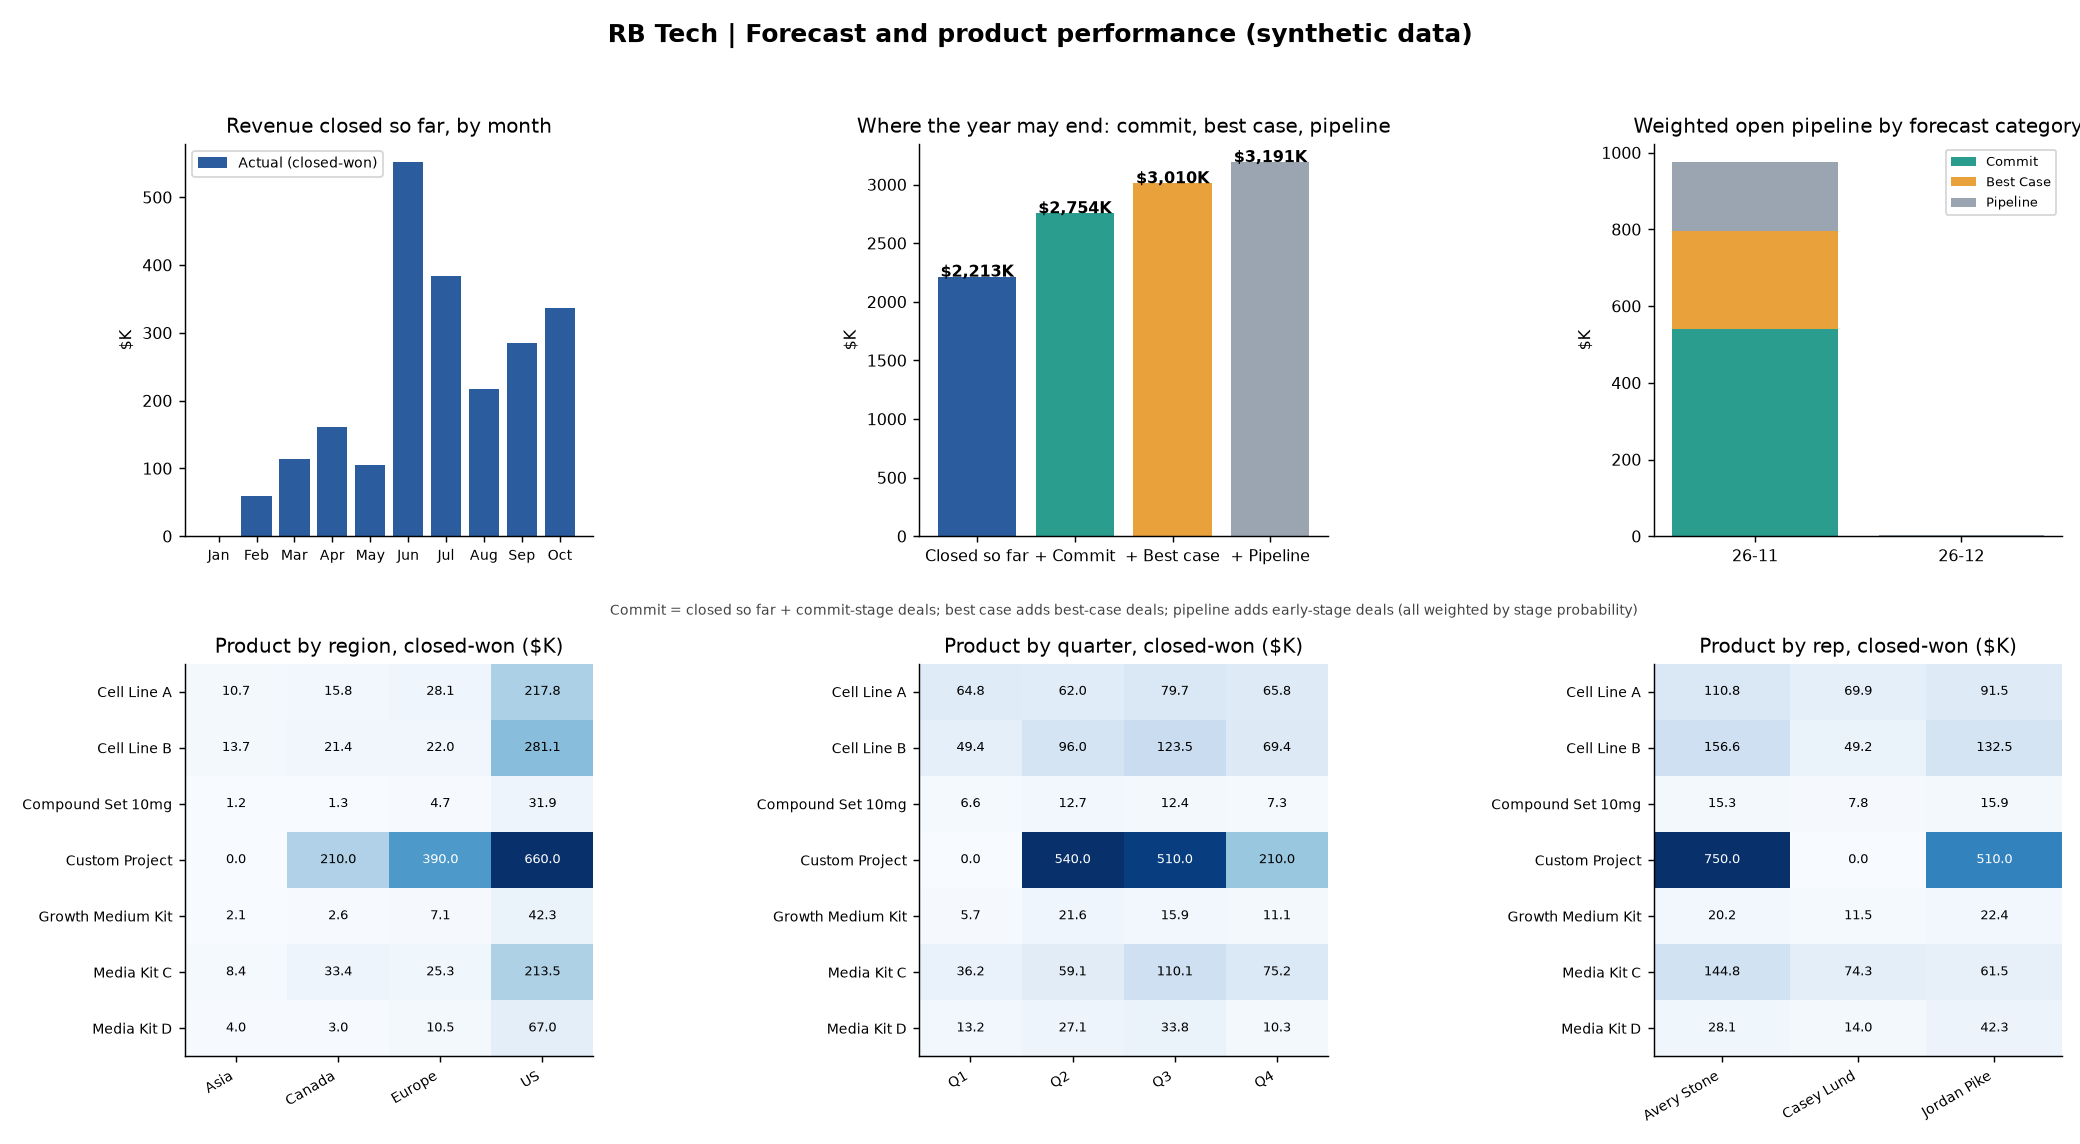 RB Tech | Forecast and product performance (synthetic data)
Revenue closed so far, by month
Actual (closed-won)
$K
500
400
300
200
100
0
Jan Feb Mar Apr May Jun Jul Aug Sep Oct
Where the year may end: commit, best case, pipeline
$K
3000
2500
2000
1500
1000
500
0
$2,213K
$2,754K
$3,010K
$3,191K
Closed so far + Commit + Best case + Pipeline
Weighted open pipeline by forecast category
Commit
Best Case
Pipeline
$K
1000
800
600
400
200
0
26-11 26-12
Commit = closed so far + commit-stage deals; best case adds best-case deals; pipeline adds early-stage deals (all weighted by stage probability)
Product by region, closed-won ($K)
Cell Line A 10.7 15.8 28.1 217.8
Cell Line B 13.7 21.4 22.0 281.1
Compound Set 10mg 1.2 1.3 4.7 31.9
Custom Project 0.0 210.0 390.0 660.0
Growth Medium Kit 2.1 2.6 7.1 42.3
Media Kit C 8.4 33.4 25.3 213.5
Media Kit D 4.0 3.0 10.5 67.0
Asia Canada Europe US
Product by quarter, closed-won ($K)
Cell Line A 64.8 62.0 79.7 65.8
Cell Line B 49.4 96.0 123.5 69.4
Compound Set 10mg 6.6 12.7 12.4 7.3
Custom Project 0.0 540.0 510.0 210.0
Growth Medium Kit 5.7 21.6 15.9 11.1
Media Kit C 36.2 59.1 110.1 75.2
Media Kit D 13.2 27.1 33.8 10.3
Q1 Q2 Q3 Q4
Product by rep, closed-won ($K)
Cell Line A 110.8 69.9 91.5
Cell Line B 156.6 49.2 132.5
Compound Set 10mg 15.3 7.8 15.9
Custom Project 750.0 0.0 510.0
Growth Medium Kit 20.2 11.5 22.4
Media Kit C 144.8 74.3 61.5
Media Kit D 28.1 14.0 42.3
Avery Stone Casey Lund Jordan Pike